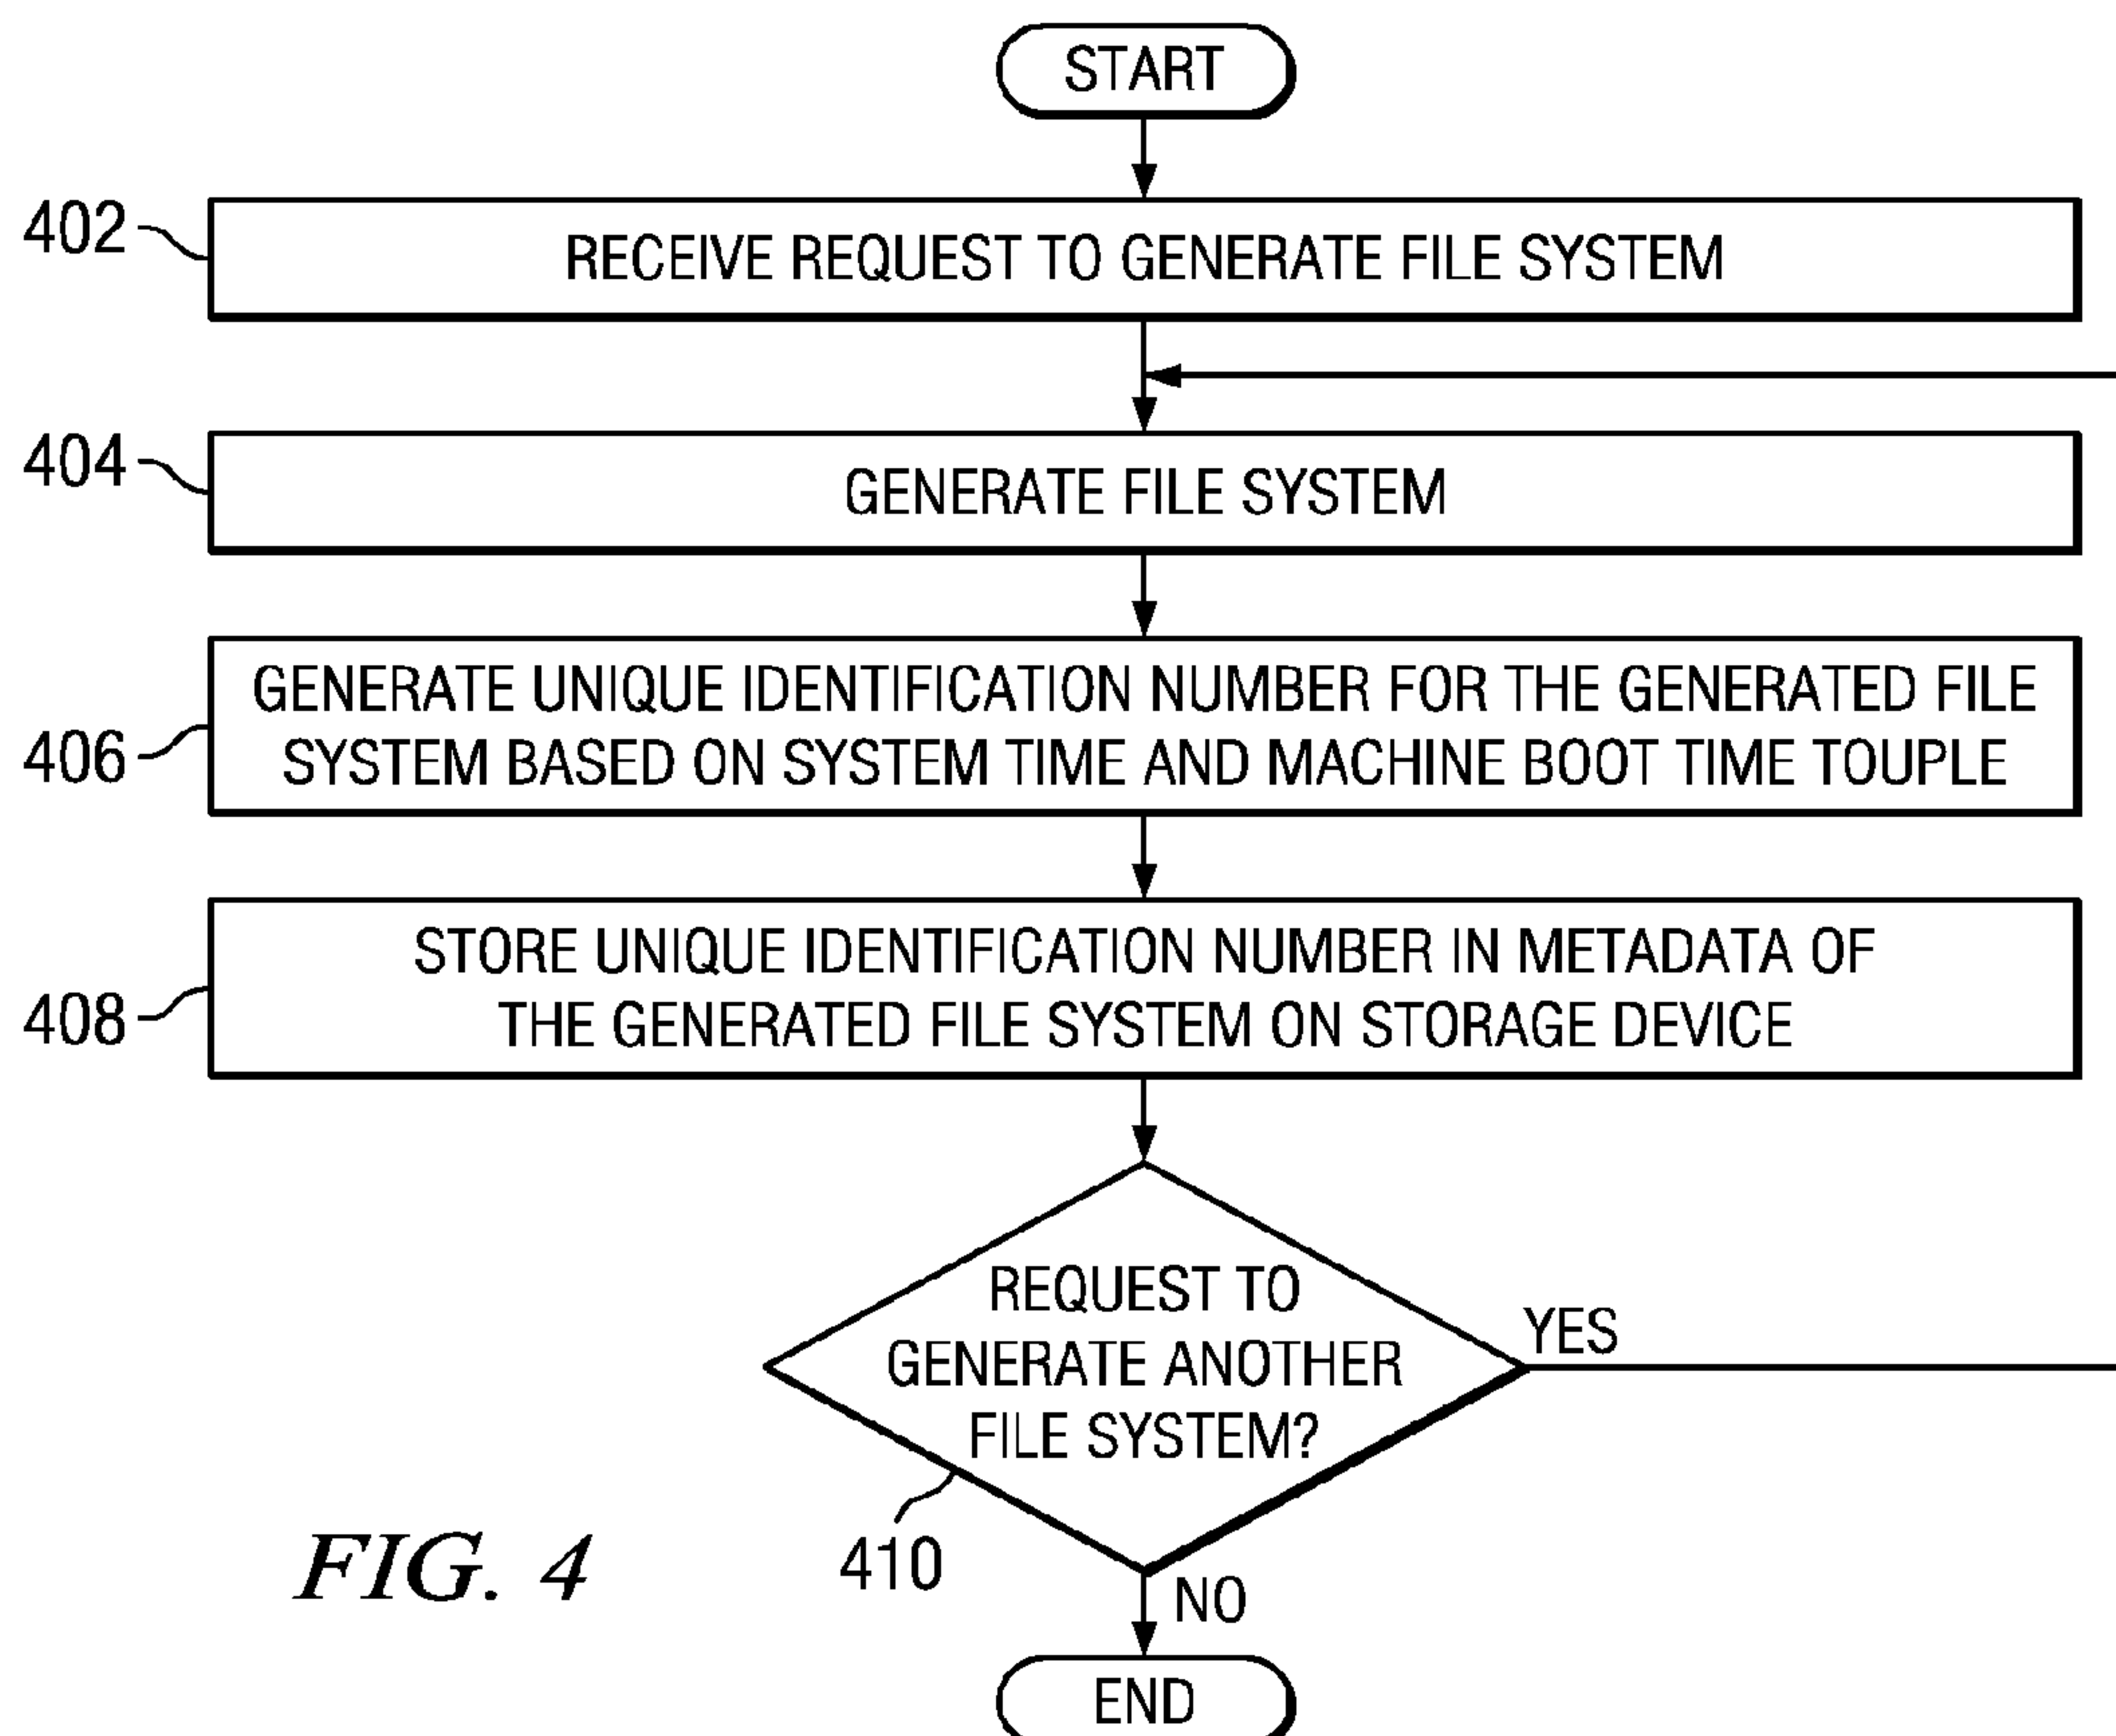 START
402
RECEIVE REQUEST TO GENERATE FILE SYSTEM
404
GENERATE FILE SYSTEM
406
GENERATE UNIQUE IDENTIFICATION NUMBER FOR THE GENERATED FILE
SYSTEM BASED ON SYSTEM TIME AND MACHINE BOOT TIME TOUPLE
408
STORE UNIQUE IDENTIFICATION NUMBER IN METADATA OF
THE GENERATED FILE SYSTEM ON STORAGE DEVICE
REQUEST TO
GENERATE ANOTHER
FILE SYSTEM?
YES
410
NO
END
FIG. 4